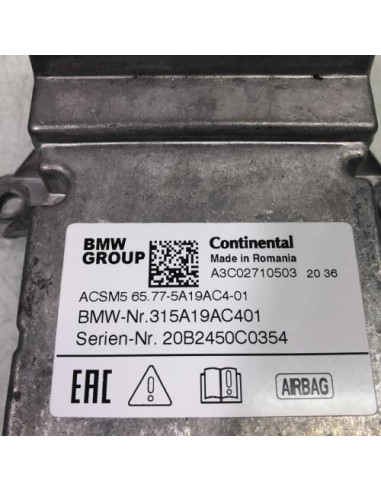 BMW GROUP
Continental
Made in Romania
A3C02710503 20 36
ACSM5 65.77-5A19AC4-01
BMW-Nr.315A19AC401
Serien-Nr. 20B2450C0354
EAC
AIRBAG